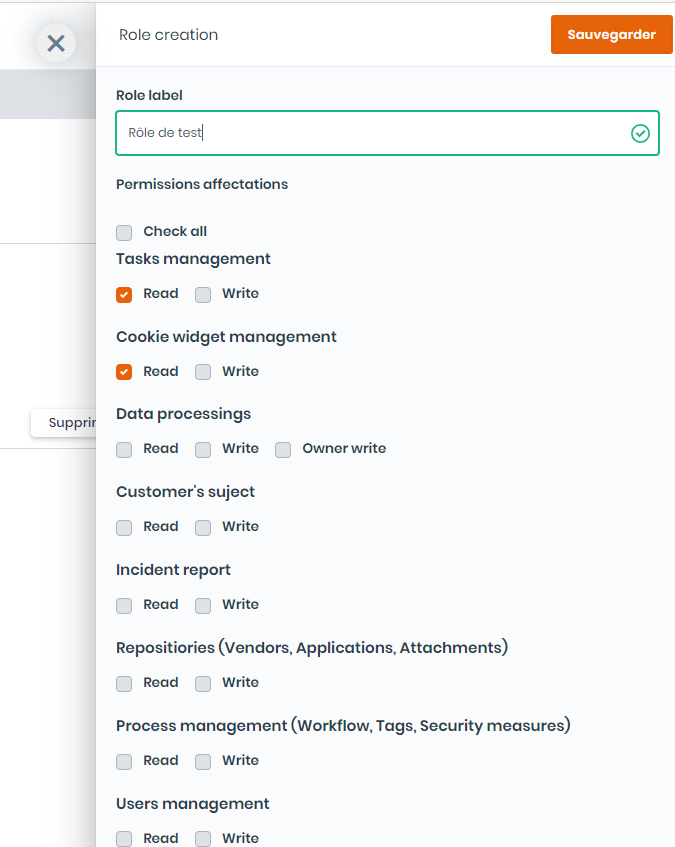 Role creation
Sauvegarder
Role label
Rôle de test
Permissions affectations
Check all
Tasks management
Read Write
Cookie widget management
Read Write
Data processings
Read Write Owner write
Supprir
Customer's suject
Read Write
Incident report
Read Write
Repositiories (Vendors, Applications, Attachments)
Read Write
Process management (Workflow, Tags, Security measures)
Read Write
Users management
Read Write